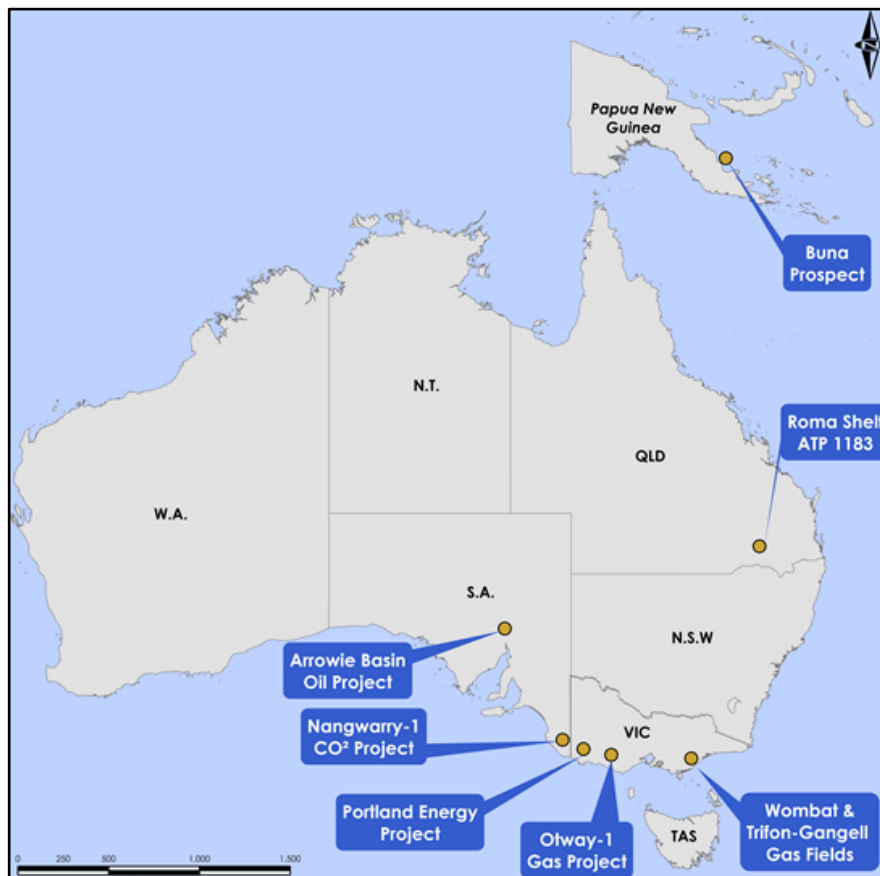 N
Papua New
Guinea
Buna
Prospect
N.T.
Roma Shelf
ATP 1183
QLD
W.A.
S.A.
N.S.W
Arrowie Basin
Oil Project
Nangwarry-1
CO² Project
VIC
Portland Energy
Project
Otway-1
Gas Project
Wombat &
Trifon-Gangell
Gas Fields
TAS
0 250 500 1,000 1,500